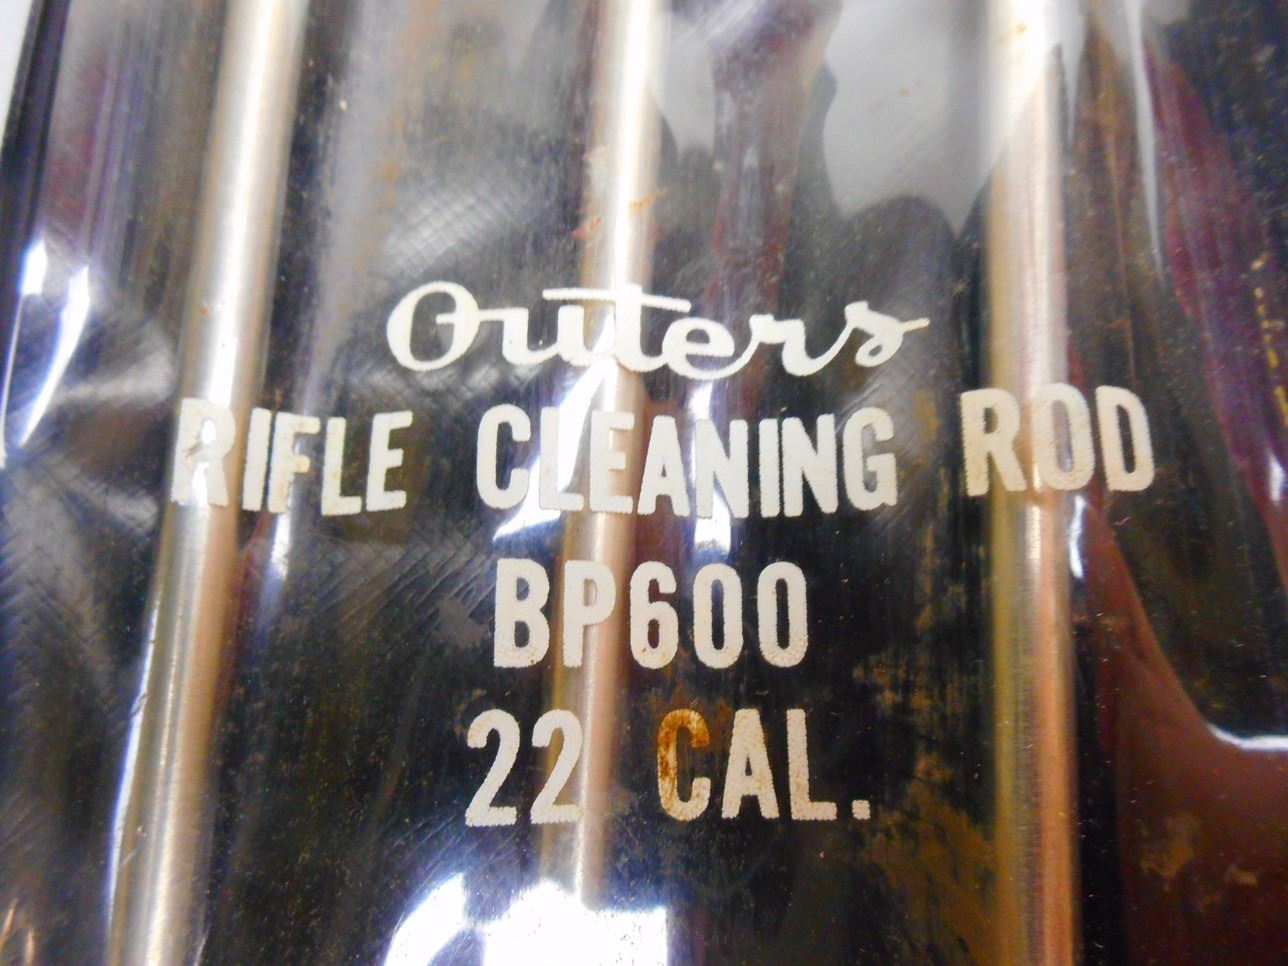 Outers
RIFLE CLEANING ROD
BP600
22 CAL.